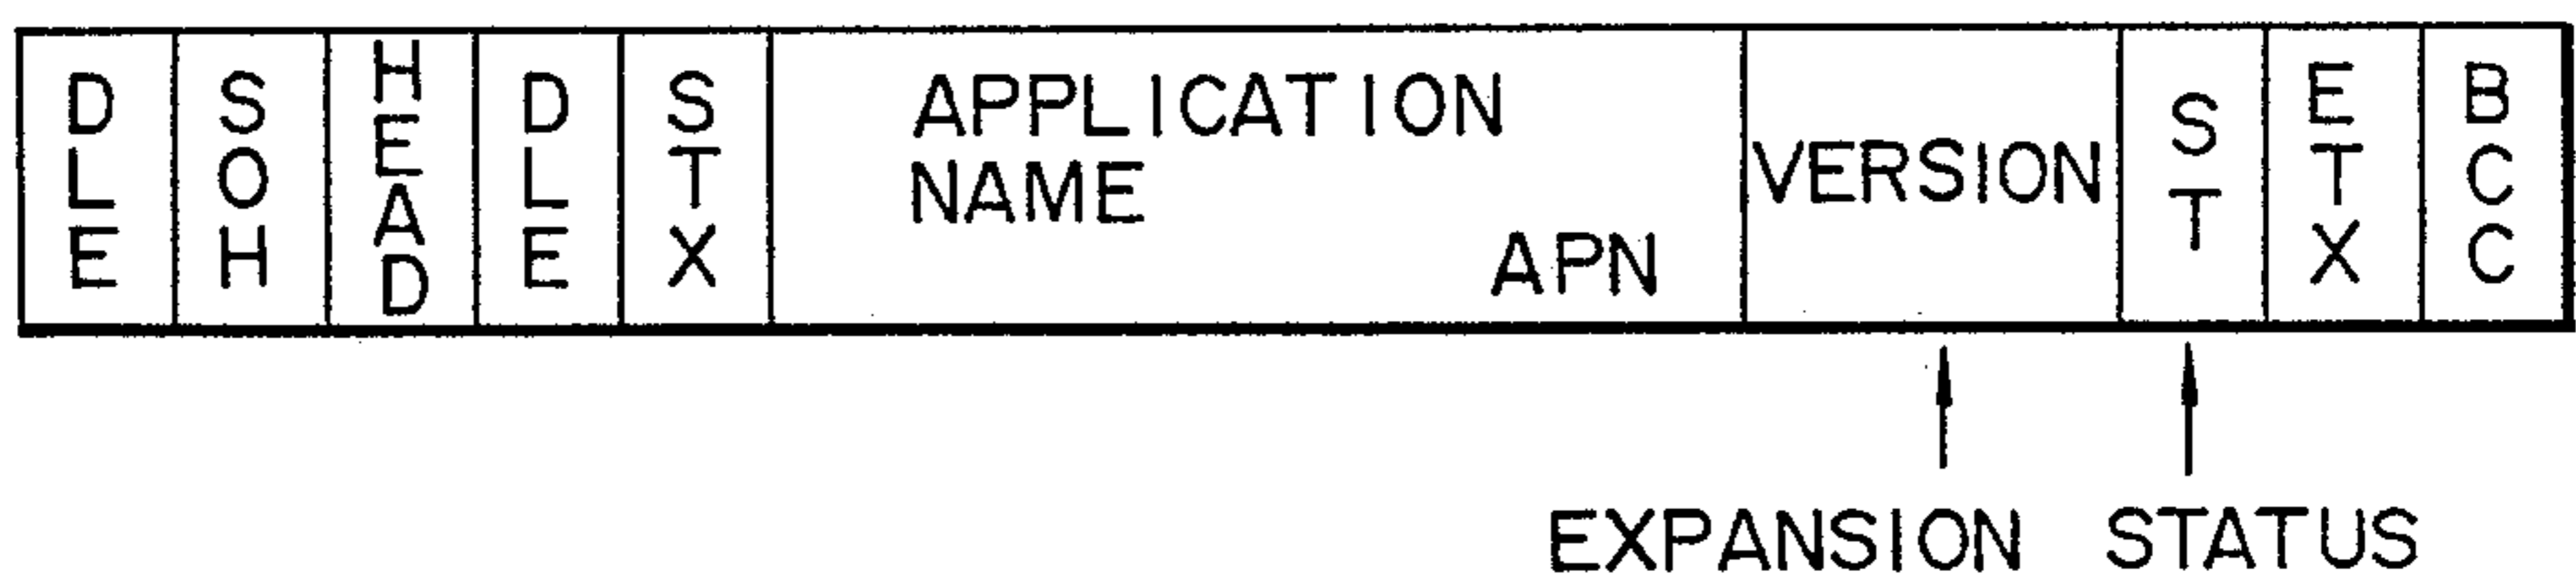 DLE
SOH
HEAD
DLE
STX
APPLICATION
NAME
APN
VERSION
ST
ETX
BCC
EXPANSION STATUS